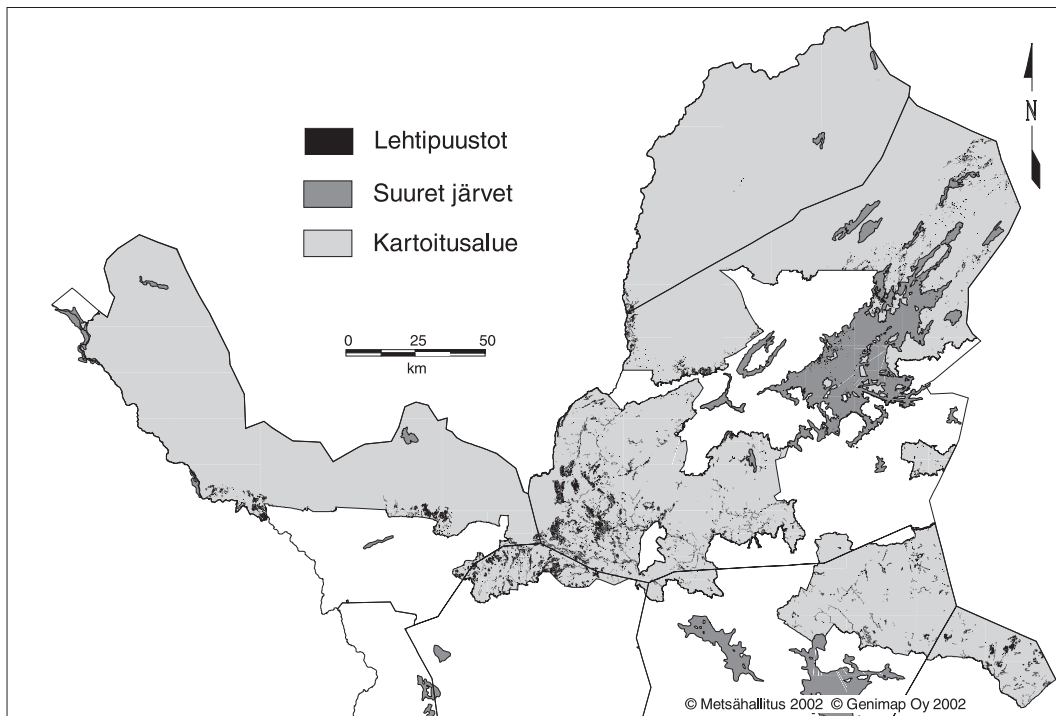 Lehtipuustot
Suuret järvet
Kartoitusalue
N
0 25 50
km
© Metsähallitus 2002 © Genimap Oy 2002